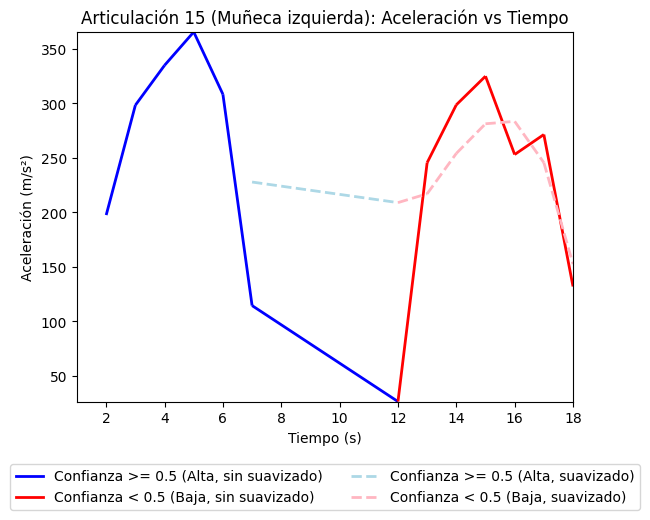 Articulación 15 (Muñeca izquierda): Aceleración vs Tiempo
Aceleración (m/s²)
350
300
250
200
150
100
50
2 4 6 8 10 12 14 16 18
Tiempo (s)
Confianza >= 0.5 (Alta, sin suavizado) Confianza >= 0.5 (Alta, suavizado)
Confianza < 0.5 (Baja, sin suavizado) Confianza < 0.5 (Baja, suavizado)